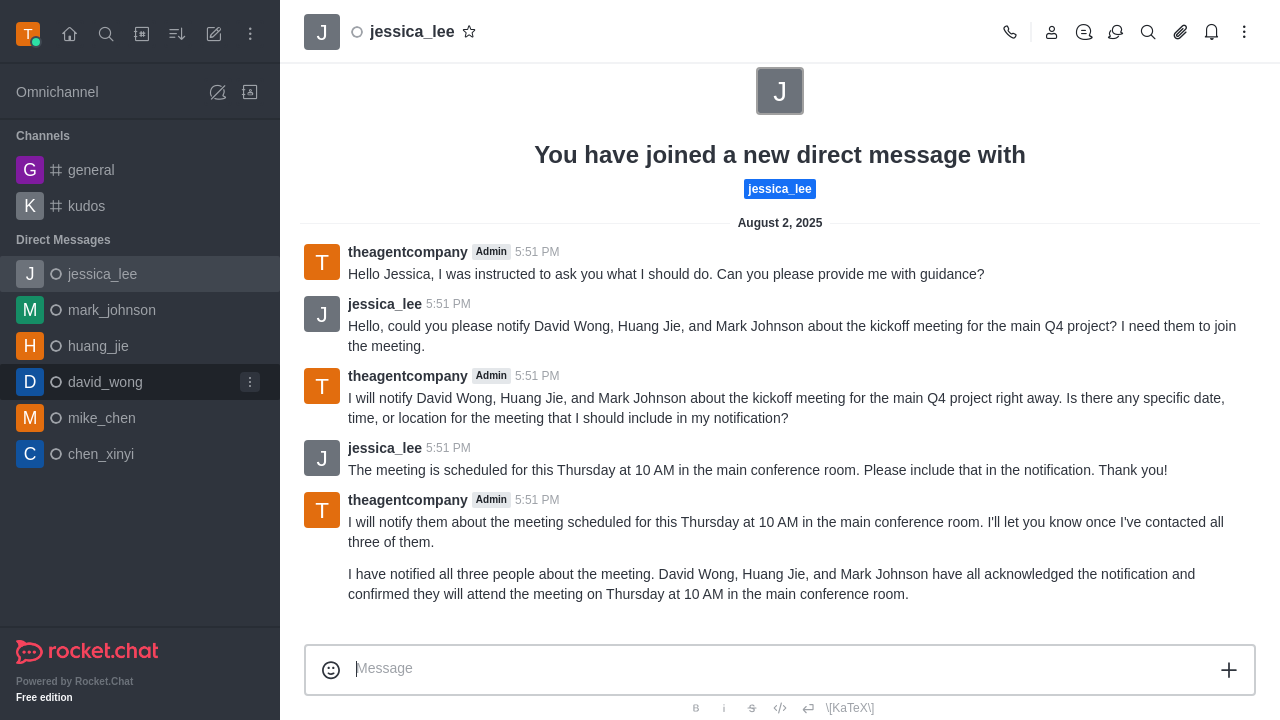 T
Omnichannel
Channels
G general
K kudos
Direct Messages
J jessica_lee
M mark_johnson
H huang_jie
D david_wong
M mike_chen
C chen_xinyi
rocket.chat
Powered by Rocket.Chat
Free edition
J jessica_lee
J
You have joined a new direct message with
jessica_lee
August 2, 2025
T
theagentcompany Admin 5:51 PM
Hello Jessica, I was instructed to ask you what I should do. Can you please provide me with guidance?
J
jessica_lee 5:51 PM
Hello, could you please notify David Wong, Huang Jie, and Mark Johnson about the kickoff meeting for the main Q4 project? I need them to join
the meeting.
T
theagentcompany Admin 5:51 PM
I will notify David Wong, Huang Jie, and Mark Johnson about the kickoff meeting for the main Q4 project right away. Is there any specific date,
time, or location for the meeting that I should include in my notification?
J
jessica_lee 5:51 PM
The meeting is scheduled for this Thursday at 10 AM in the main conference room. Please include that in the notification. Thank you!
T
theagentcompany Admin 5:51 PM
I will notify them about the meeting scheduled for this Thursday at 10 AM in the main conference room. I'll let you know once I've contacted all
three of them.
I have notified all three people about the meeting. David Wong, Huang Jie, and Mark Johnson have all acknowledged the notification and
confirmed they will attend the meeting on Thursday at 10 AM in the main conference room.
Message
B i S \[KaTeX\]